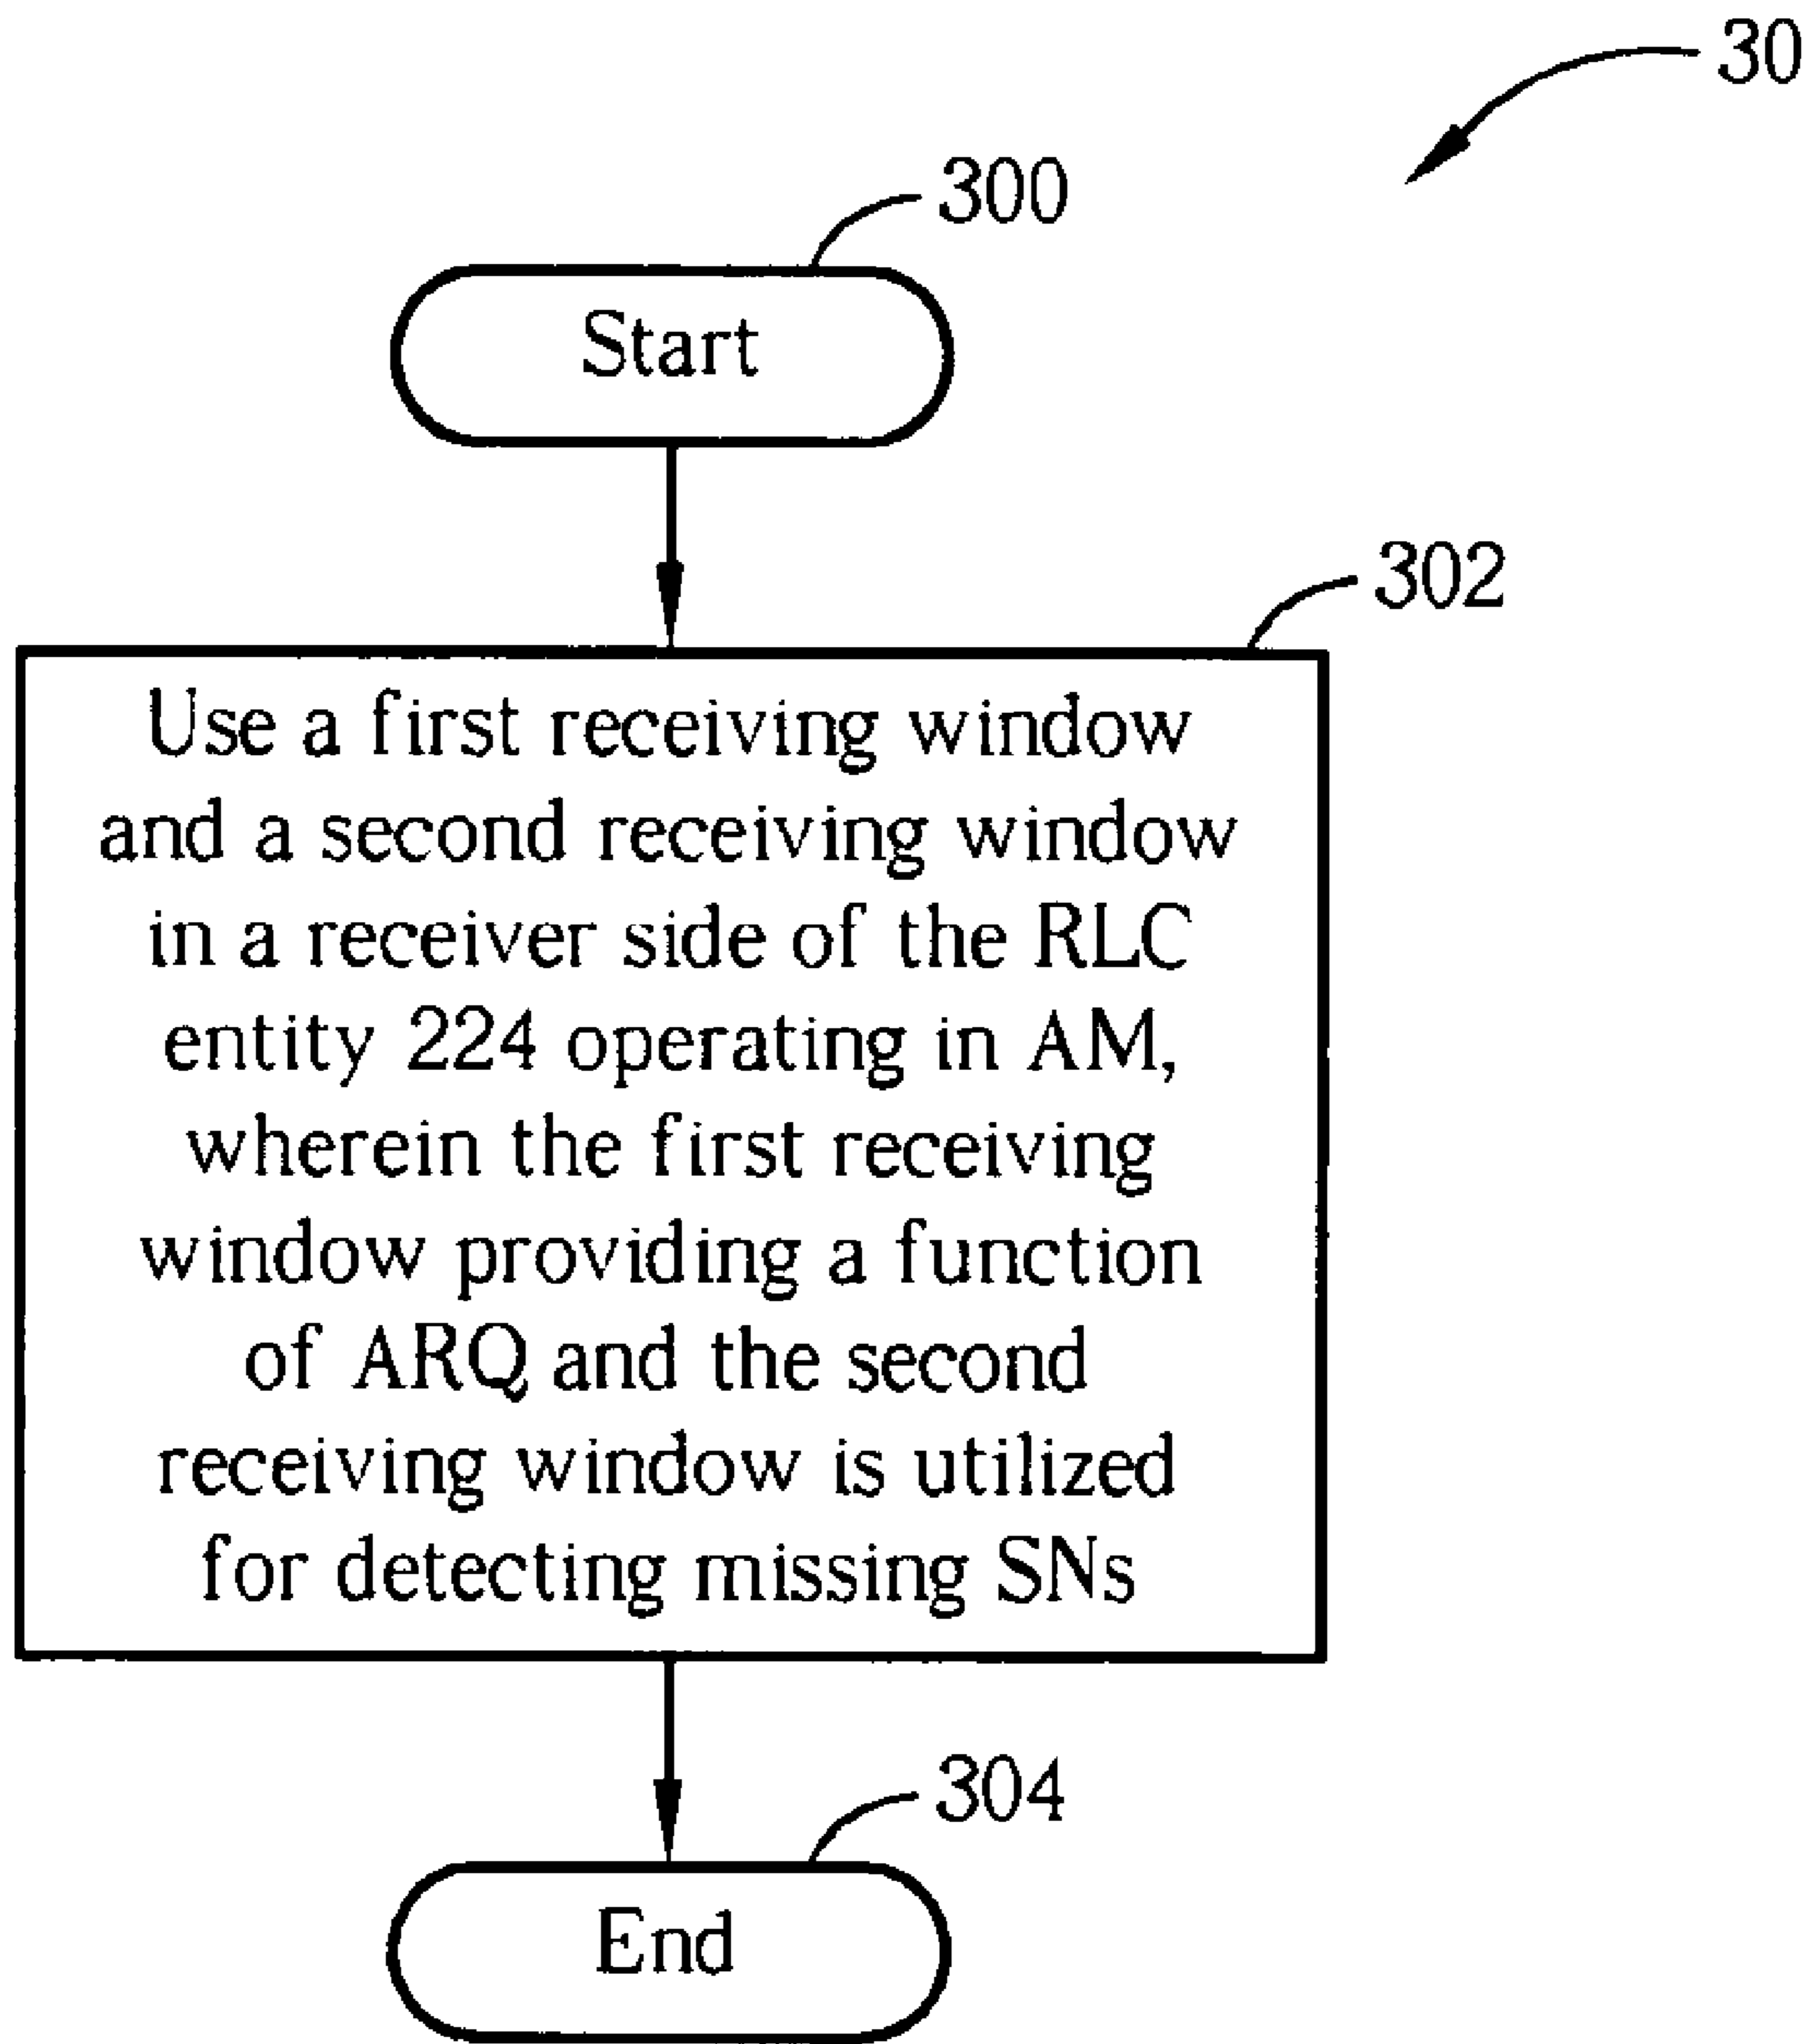 30
300
Start
302
Use a first receiving window
and a second receiving window
in a receiver side of the RLC
entity 224 operating in AM,
wherein the first receiving
window providing a function
of ARQ and the second
receiving window is utilized
for detecting missing SNs
304
End